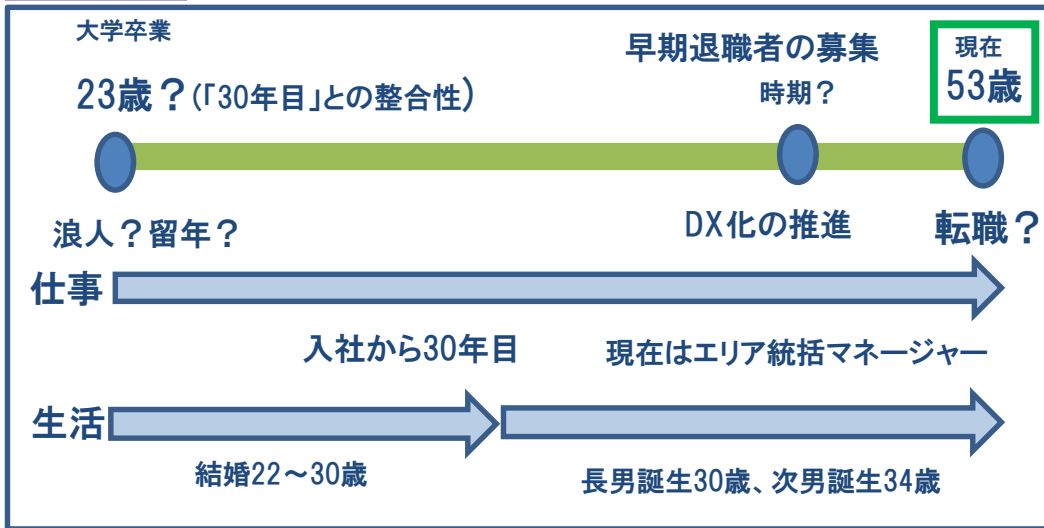 大学卒業
23歳？(「30年目」との整合性)
早期退職者の募集
時期？
現在
53歳
浪人？留年？
DX化の推進
転職？
仕事
入社から30年目
現在はエリア統括マネージャー
生活
結婚22～30歳
長男誕生30歳、次男誕生34歳